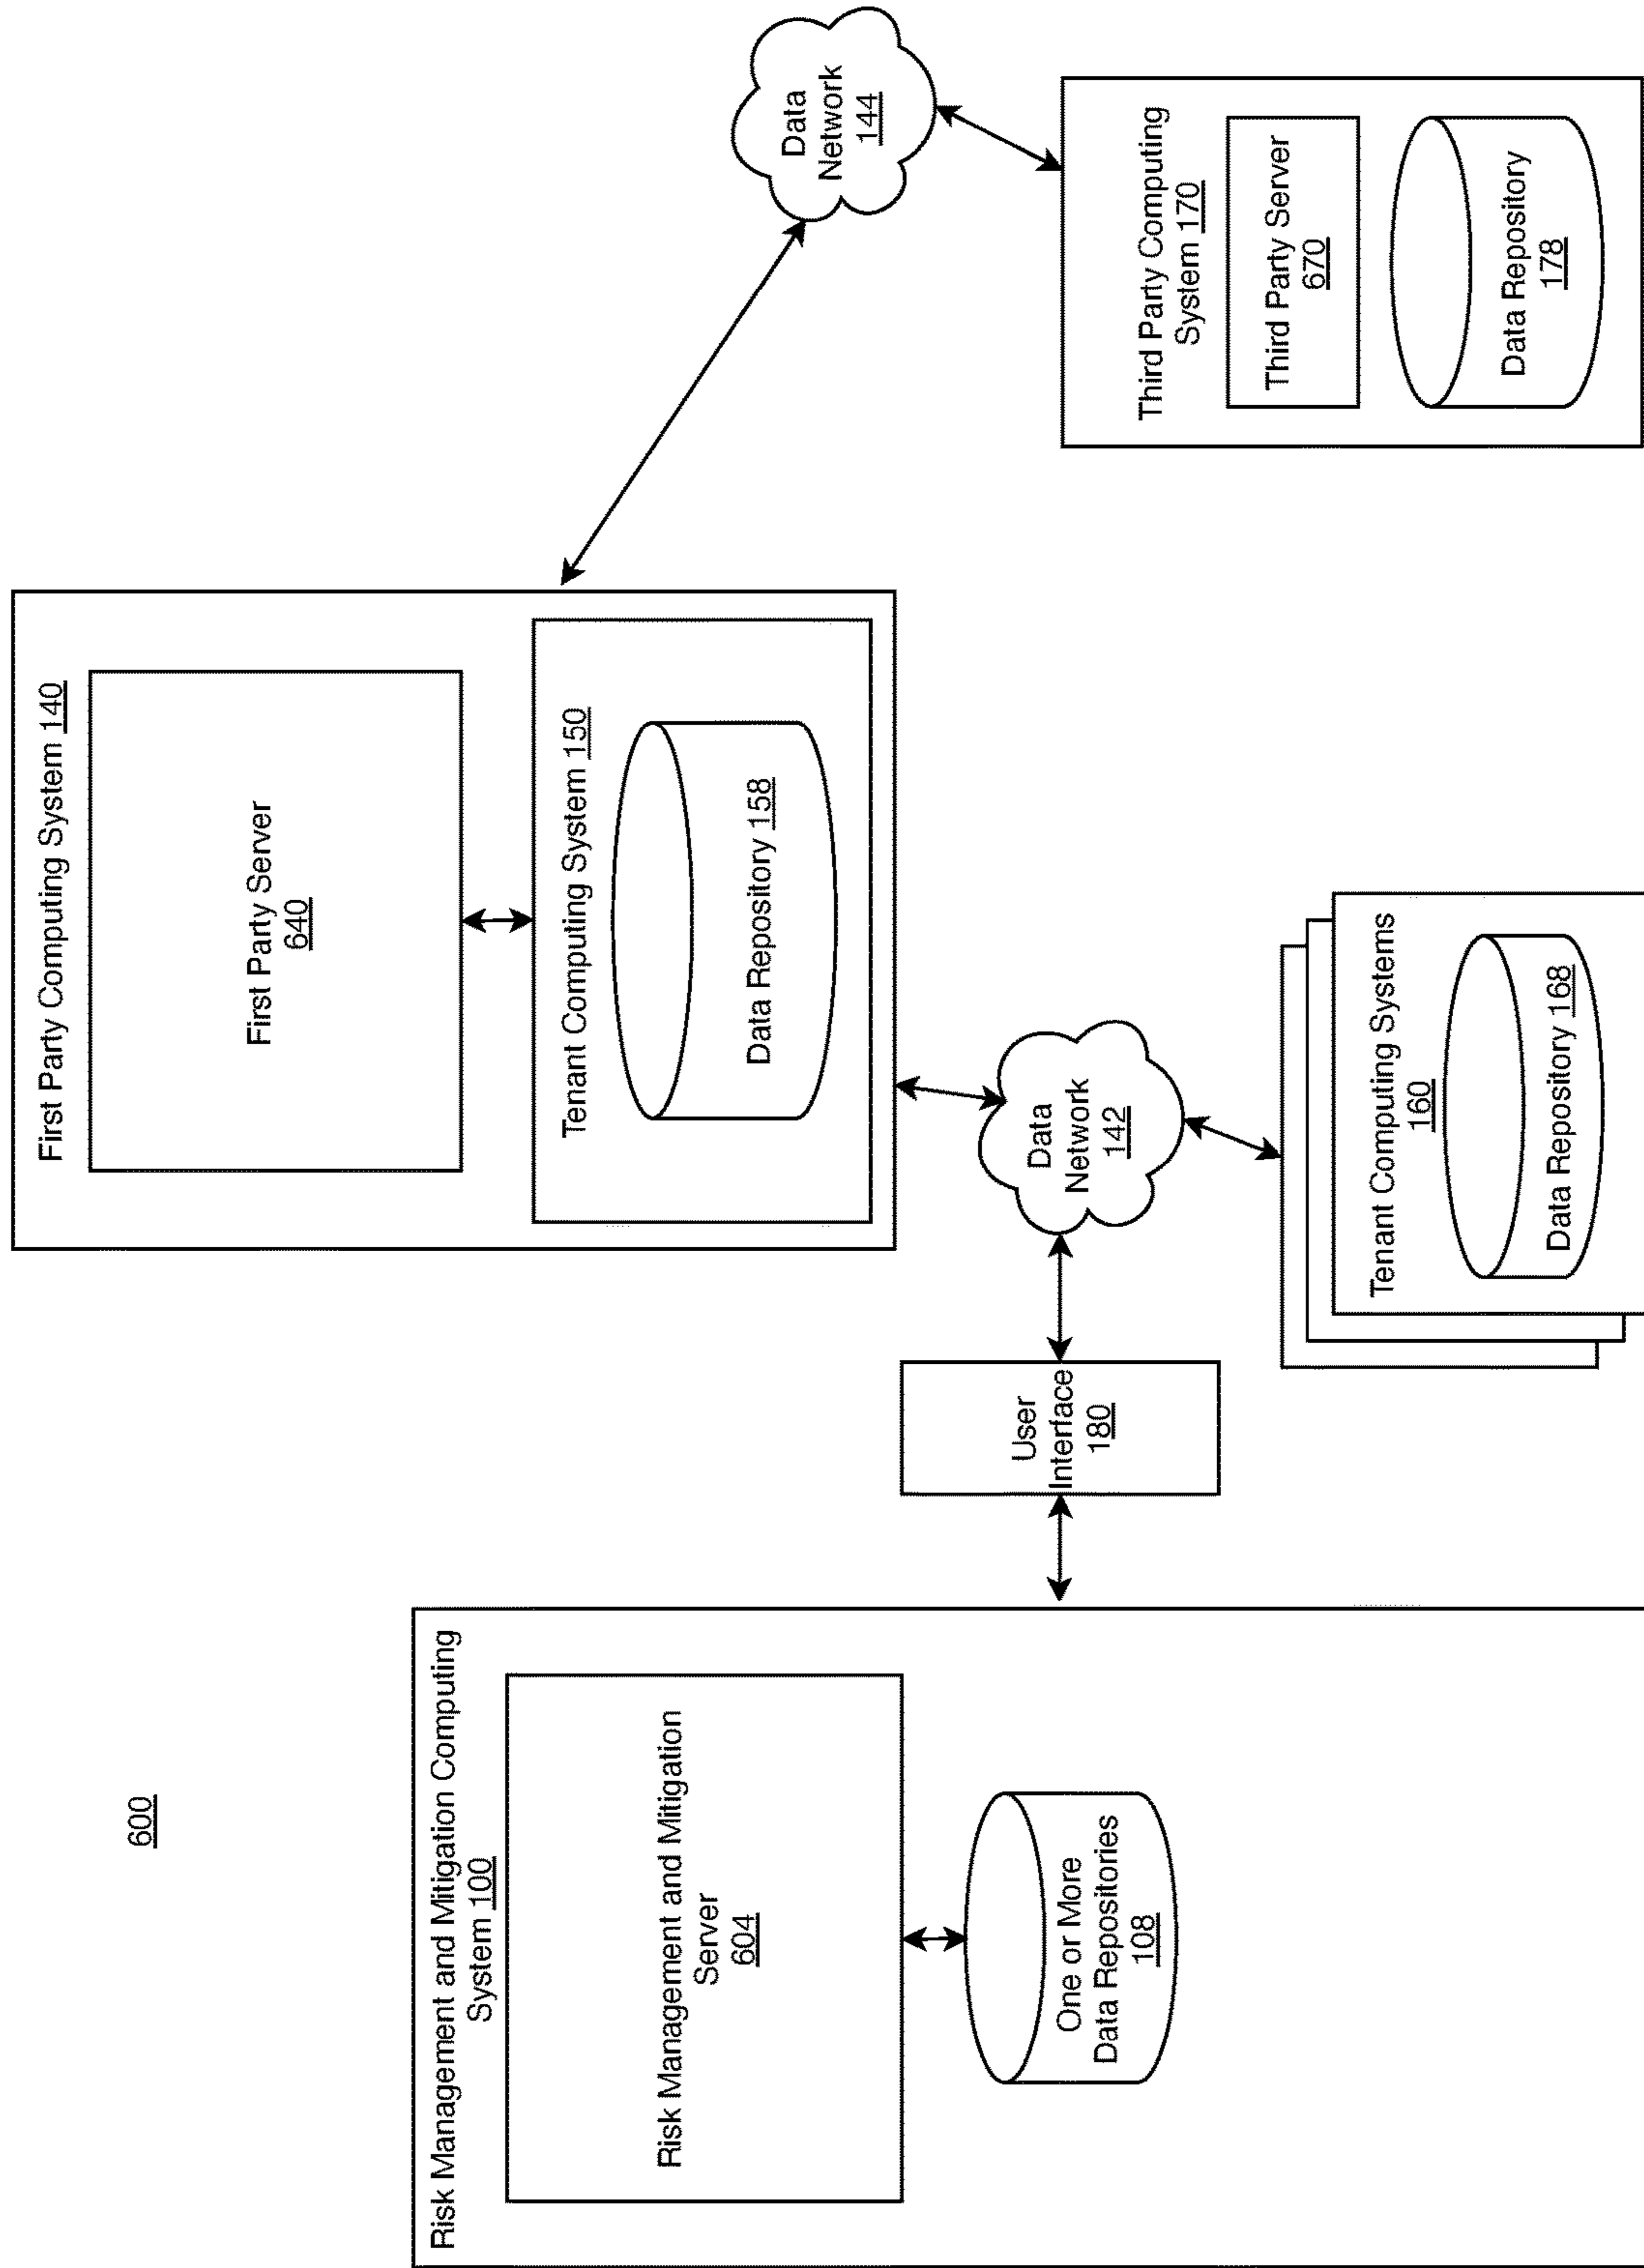 600
Risk Management and Mitigation Computing
System 100
Risk Management and Mitigation
Server
604
One or More
Data Repositories
108
User
Interface
180
First Party Computing System 140
First Party Server
640
Tenant Computing System 150
Data Repository 158
Data
Network
142
Tenant Computing Systems
160
Data Repository 168
Data
Network
144
Third Party Computing
System 170
Third Party Server
670
Data Repository
178